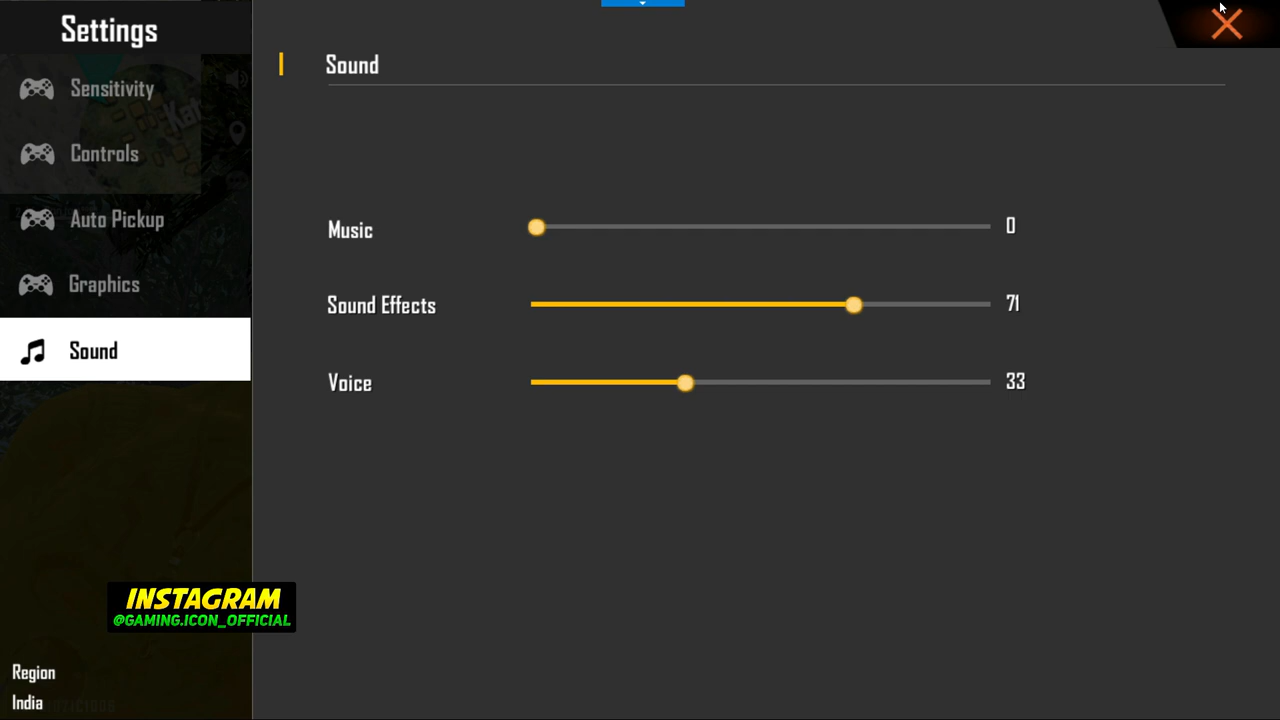 Settings
Sensitivity
Controls
Auto Pickup
Graphics
Sound
Sound
Music 0
Sound Effects 71
Voice 33
INSTAGRAM
@GAMING.ICON_OFFICIAL
Region
India